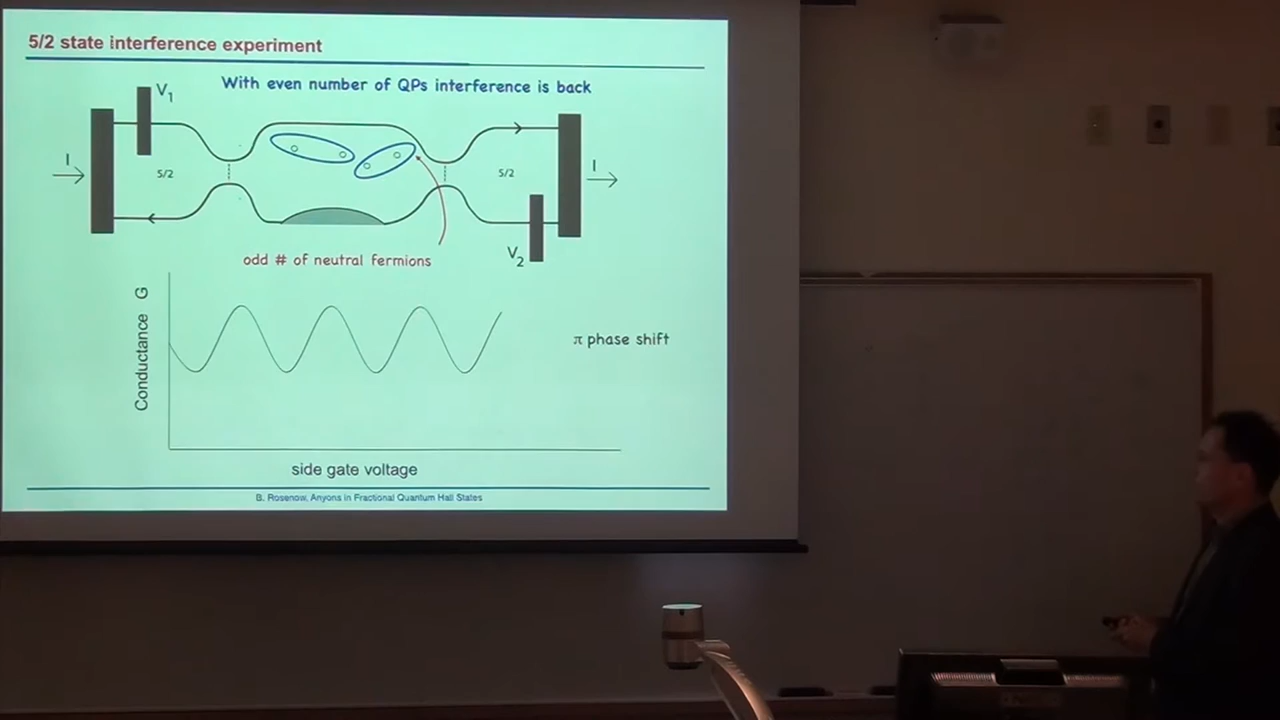 5/2 state interference experiment
With even number of QPs interference is back
V1
I
5/2
5/2
I
V2
odd # of neutral fermions
Conductance G
π phase shift
side gate voltage
B. Rosenow, Anyons in Fractional Quantum Hall States